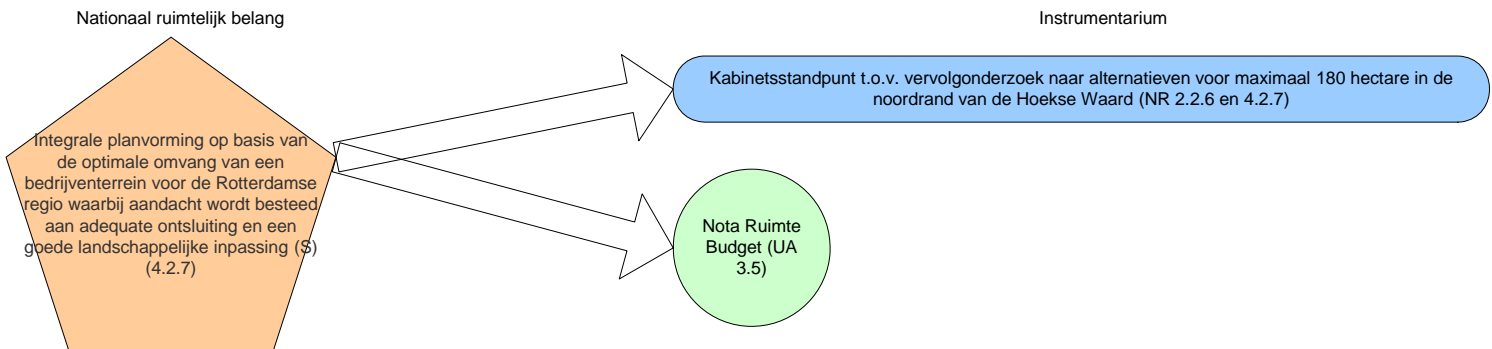 Nationaal ruimtelijk belang
Instrumentarium
Kabinetsstandpunt t.o.v. vervolgonderzoek naar alternatieven voor maximaal 180 hectare in de
noordrand van de Hoekse Waard (NR 2.2.6 en 4.2.7)
Integrale planvorming op basis van
de optimale omvang van een
bedrijventerrein voor de Rotterdamse
regio waarbij aandacht wordt besteed
aan adequate ontsluiting en een
goede landschappelijke inpassing (S)
(4.2.7)
Nota Ruimte
Budget (UA
3.5)